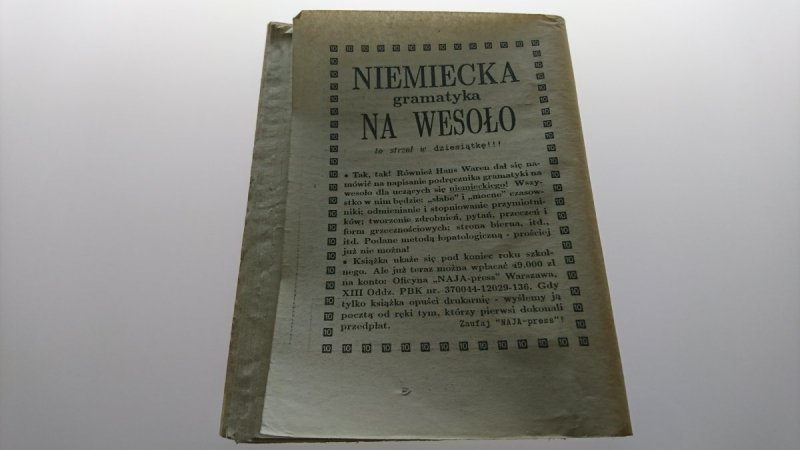 NIEMIECKA
gramatyka
NA WESOŁO
to strzał w dziesiątkę!!!
• Tak, tak! Również Hans Waren dał się na-
mówić na napisanie podręcznika gramatyki na
wesoło dla uczących się niemieckiego! Wszy-
stko w nim będzie: „słabe" i „mocne" czasow-
niki; odmienianie i stopniowanie przymiotni-
ków; tworzenie zdrobnień, pytań, przeczeń i
form grzecznościowych; strona bierna, itd.,
itd. Podane metodą łopatologiczną - prościej
już nie można!
• Książka ukaże się pod koniec roku szkol-
nego. Ale już teraz można wpłacać 49.000 zł
na konto: Oficyna „NAJA-press" Warszawa,
XIII Oddz. PBK nr. 370044-12029-136. Gdy
tylko książka opuści drukarnię - wyślemy ją
pocztą od ręki tym, którzy pierwsi dokonali
przedpłat. Zaufaj "NAJA-press"!